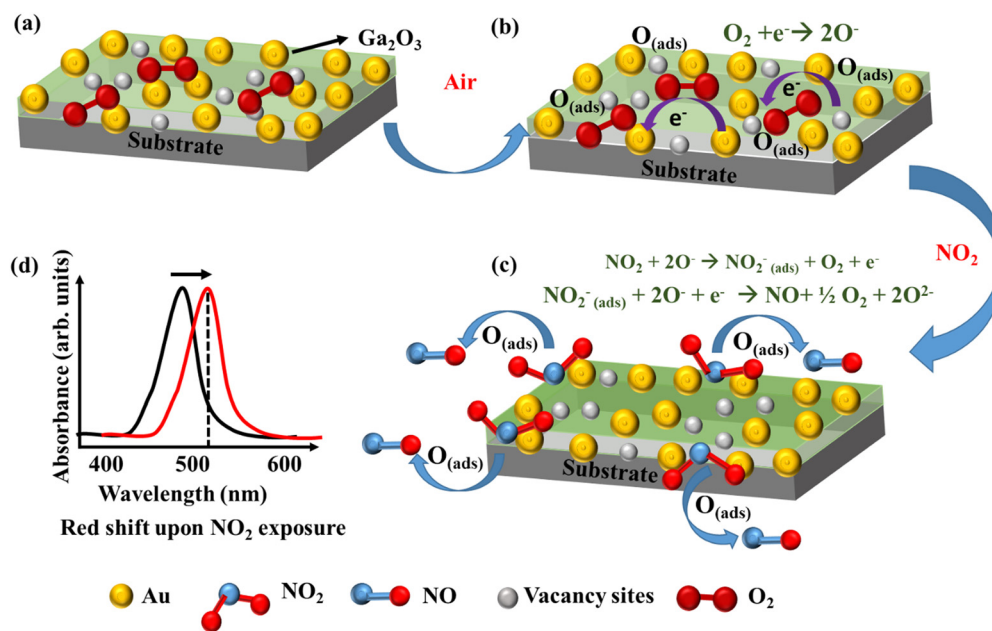 (a)
Ga₂O₃
Substrate
Air
(b)
O₂ +e⁻→ 2O⁻
O(ads)
O(ads)
O(ads)
e⁻
e⁻
O(ads)
Substrate
NO₂
(c)
NO₂ + 2O⁻ → NO₂⁻(ads) + O₂ + e⁻
NO₂⁻(ads) + 2O⁻ + e⁻ → NO+ ½ O₂ + 2O²⁻
O(ads)
O(ads)
O(ads)
Substrate
O(ads)
(d)
Absorbance (arb. units)
400 500 600
Wavelength (nm)
Red shift upon NO₂ exposure
Au NO₂ NO Vacancy sites O₂